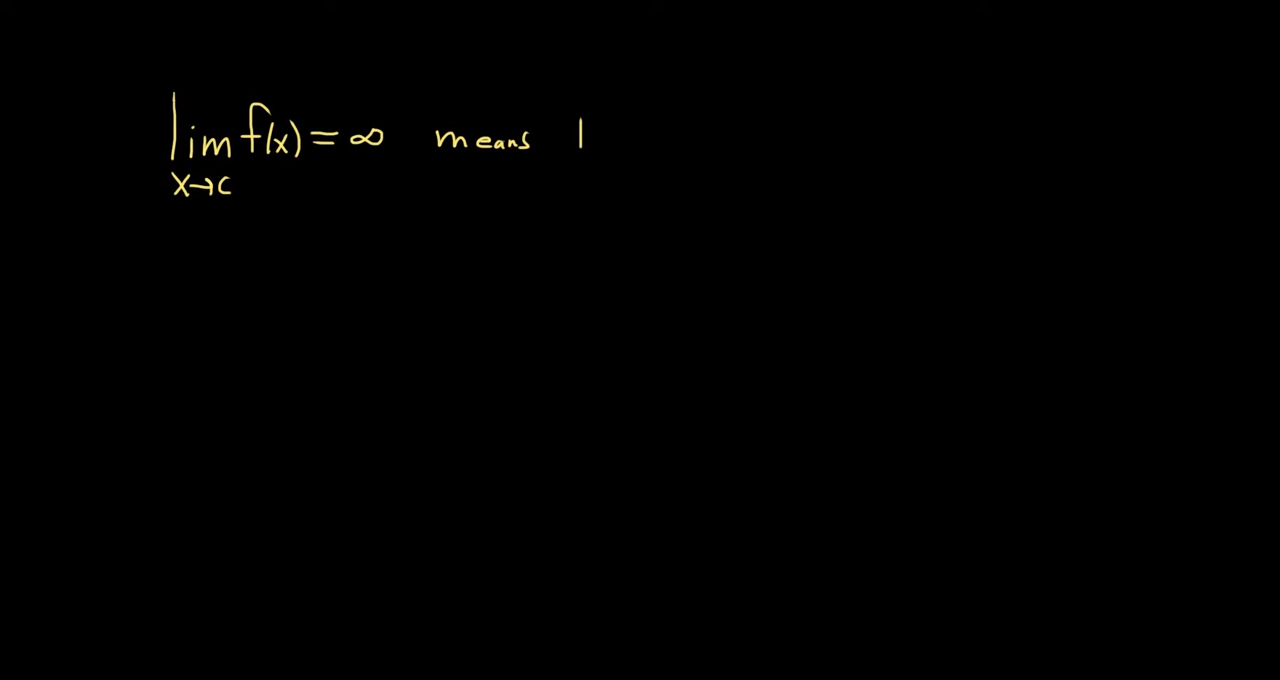 lim f(x) = ∞ means |
x→c